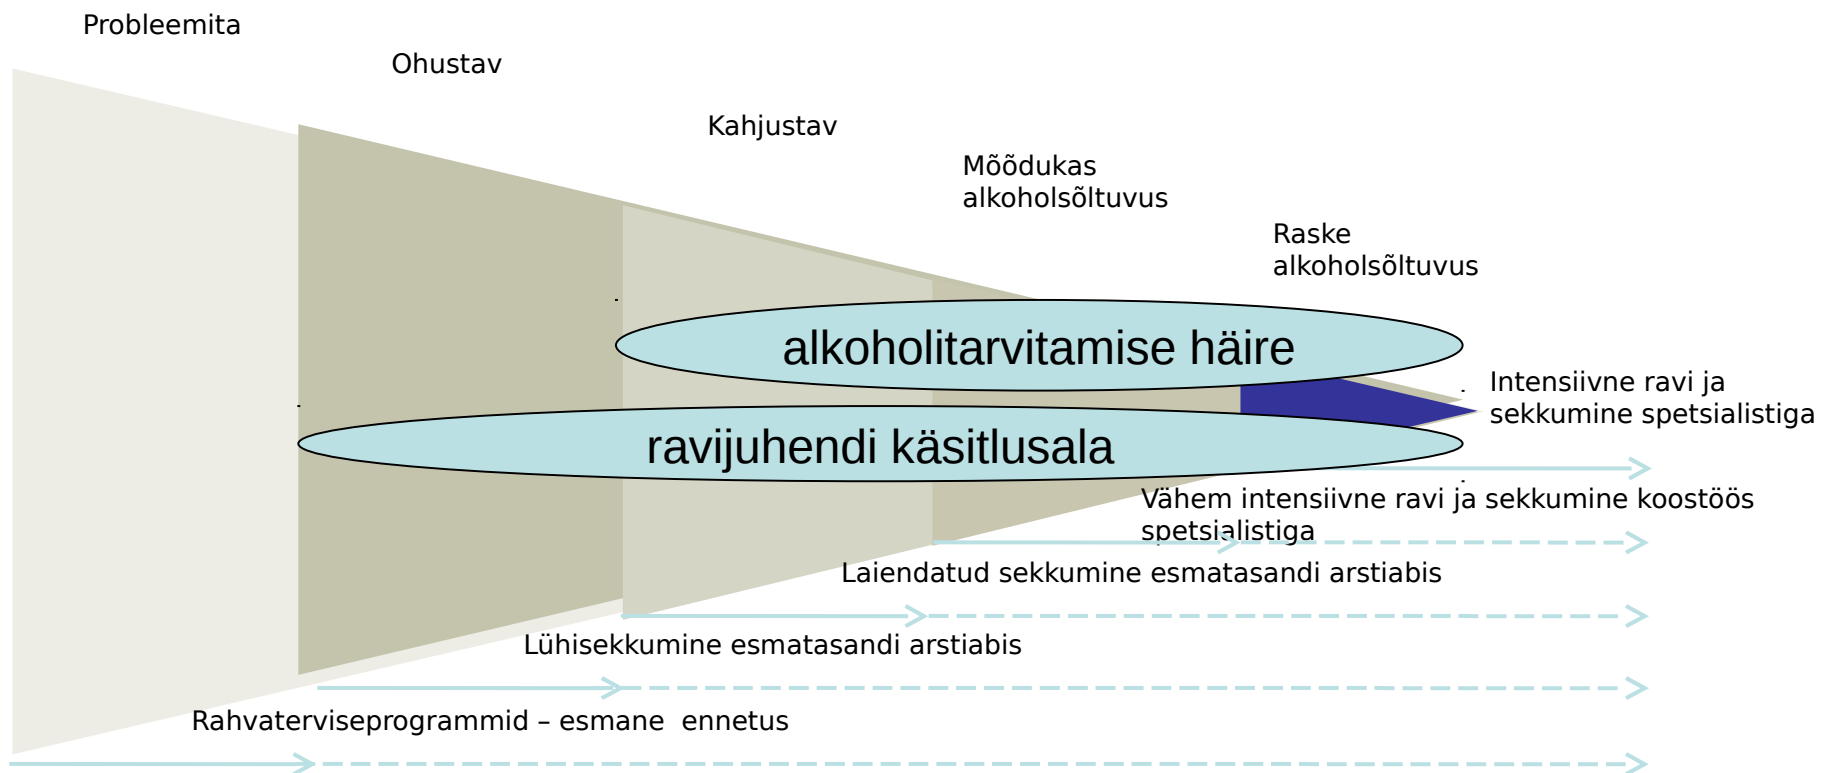 Probleemita
Ohustav
Kahjustav
Mõõdukas
alkoholsõltuvus
Raske
alkoholsõltuvus
alkoholitarvitamise häire
Intensiivne ravi ja
sekkumine spetsialistiga
ravijuhendi käsitlusala
Vähem intensiivne ravi ja sekkumine koostöös
spetsialistiga
Laiendatud sekkumine esmatasandi arstiabis
Lühisekkumine esmatasandi arstiabis
Rahvaterviseprogrammid – esmane  ennetus